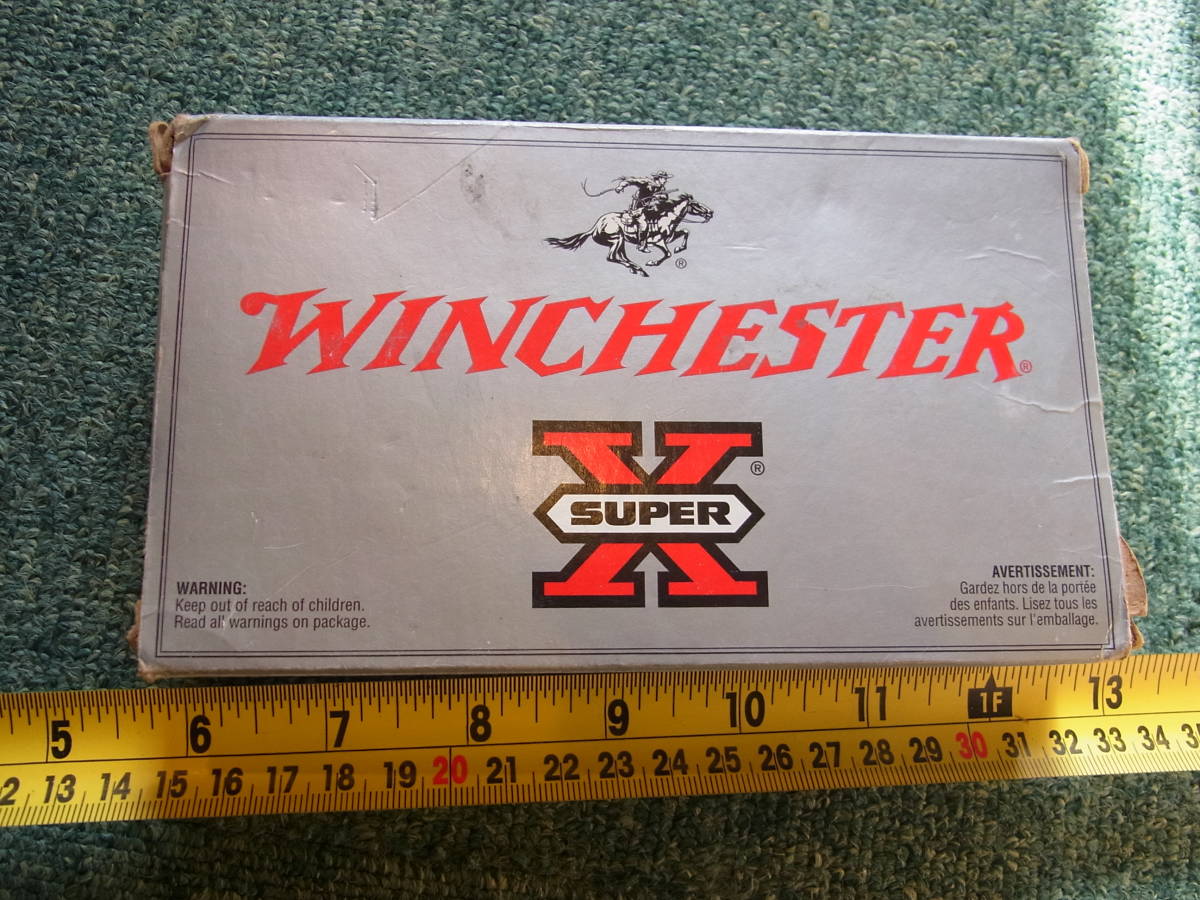 ®
WINCHESTER®
X®
SUPER
WARNING:
Keep out of reach of children.
Read all warnings on package.
AVERTISSEMENT:
Gardez hors de la portée
des enfants. Lisez tous les
avertissements sur l'emballage.
5 6 7 8 9 10 11 1F 13
2 13 14 15 16 17 18 19 20 21 22 23 24 25 26 27 28 29 30 31 32 33 34 35